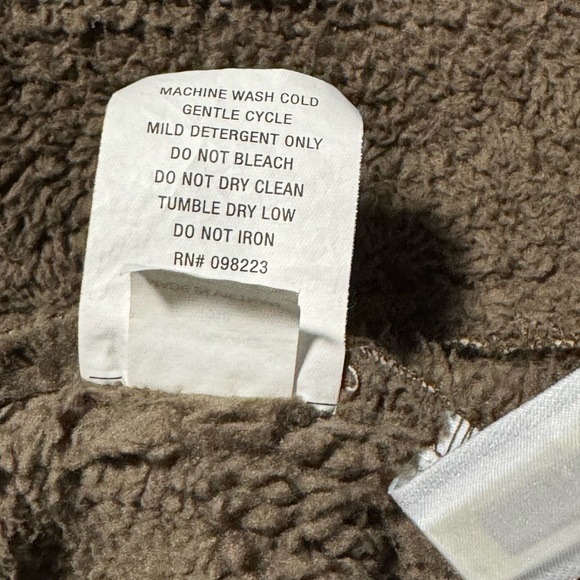 MACHINE WASH COLD
GENTLE CYCLE
MILD DETERGENT ONLY
DO NOT BLEACH
DO NOT DRY CLEAN
TUMBLE DRY LOW
DO NOT IRON
RN# 098223